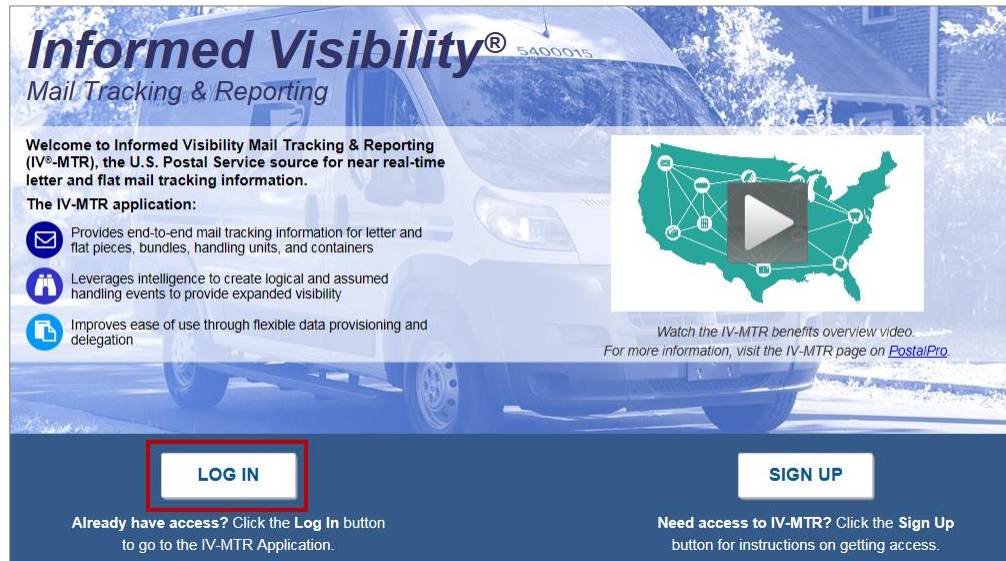 Informed Visibility®
Mail Tracking & Reporting
5400015
Welcome to Informed Visibility Mail Tracking & Reporting
(IV®-MTR), the U.S. Postal Service source for near real-time
letter and flat mail tracking information.
The IV-MTR application:
Provides end-to-end mail tracking information for letter and
flat pieces, bundles, handling units, and containers
Leverages intelligence to create logical and assumed
handling events to provide expanded visibility
Improves ease of use through flexible data provisioning and
delegation
Watch the IV-MTR benefits overview video.
For more information, visit the IV-MTR page on PostalPro.
LOG IN
Already have access? Click the Log In button
to go to the IV-MTR Application.
SIGN UP
Need access to IV-MTR? Click the Sign Up
button for instructions on getting access.